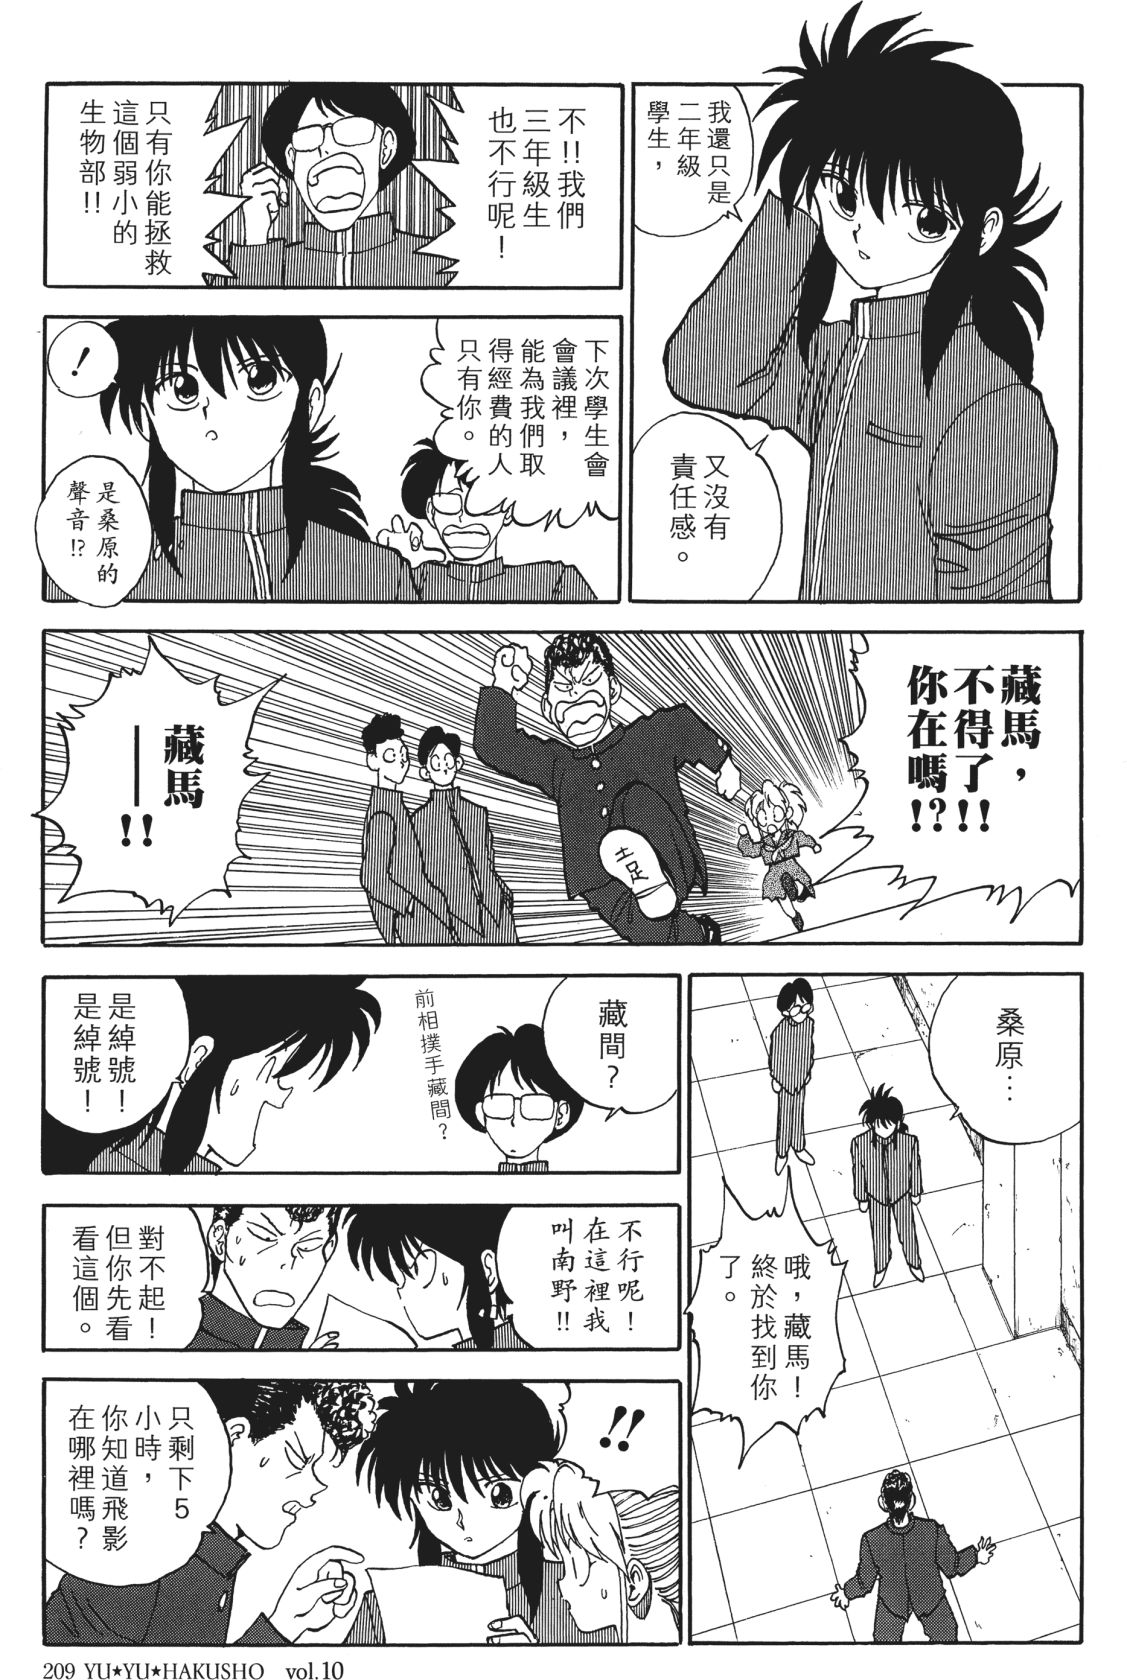 我還只是
二年級
學生，
又沒有
責任感。
不!!我們
三年級生
也不行呢！
只有你能拯救
這個弱小的
生物部!!
下次學生會
會議裡，
能為我們取
得經費的人
只有你。
！
是桑原的
聲音!?
藏馬，
不得了!!
你在嗎!?
土足
藏馬
——!!
桑原…
哦，藏馬！
終於找到你
了。
藏間？
前相撲手藏間？
是綽號！
是綽號！
不行呢！
在這裡我
叫南野!!
對不起！
但你先看
看這個。
!!
只剩下5
小時，
你知道飛影
在哪裡嗎？
209 YU★YU★HAKUSHO vol.10